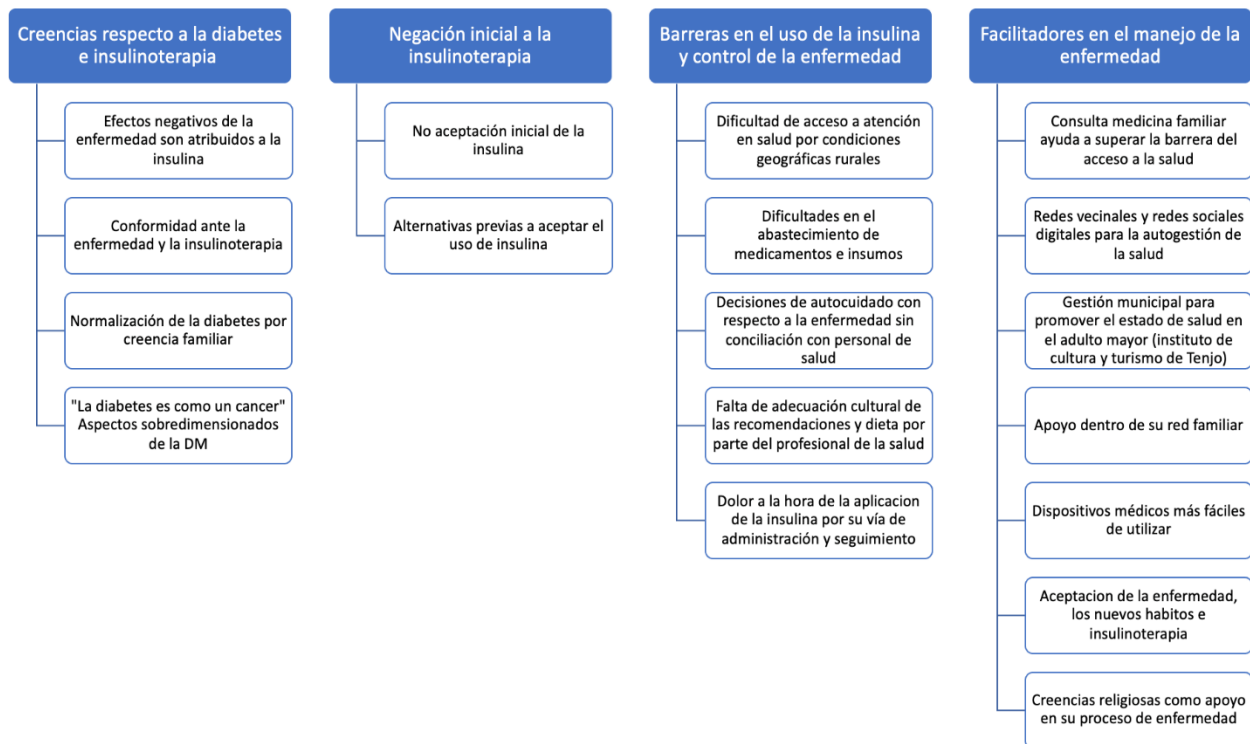 Creencias respecto a la diabetes
e insulinoterapia
Efectos negativos de la
enfermedad son atribuidos a la
insulina
Conformidad ante la
enfermedad y la insulinoterapia
Normalización de la diabetes por
creencia familiar
"La diabetes es como un cancer"
Aspectos sobredimensionados
de la DM
Negación inicial a la
insulinoterapia
No aceptación inicial de la
insulina
Alternativas previas a aceptar el
uso de insulina
Barreras en el uso de la insulina
y control de la enfermedad
Dificultad de acceso a atención
en salud por condiciones
geográficas rurales
Dificultades en el
abastecimiento de
medicamentos e insumos
Decisiones de autocuidado con
respecto a la enfermedad sin
conciliación con personal de
salud
Falta de adecuación cultural de
las recomendaciones y dieta por
parte del profesional de la salud
Dolor a la hora de la aplicacion
de la insulina por su vía de
administración y seguimiento
Facilitadores en el manejo de la
enfermedad
Consulta medicina familiar
ayuda a superar la barrera del
acceso a la salud
Redes vecinales y redes sociales
digitales para la autogestión de
la salud
Gestión municipal para
promover el estado de salud en
el adulto mayor (instituto de
cultura y turismo de Tenjo)
Apoyo dentro de su red familiar
Dispositivos médicos más fáciles
de utilizar
Aceptacion de la enfermedad,
los nuevos habitos e
insulinoterapia
Creencias religiosas como apoyo
en su proceso de enfermedad